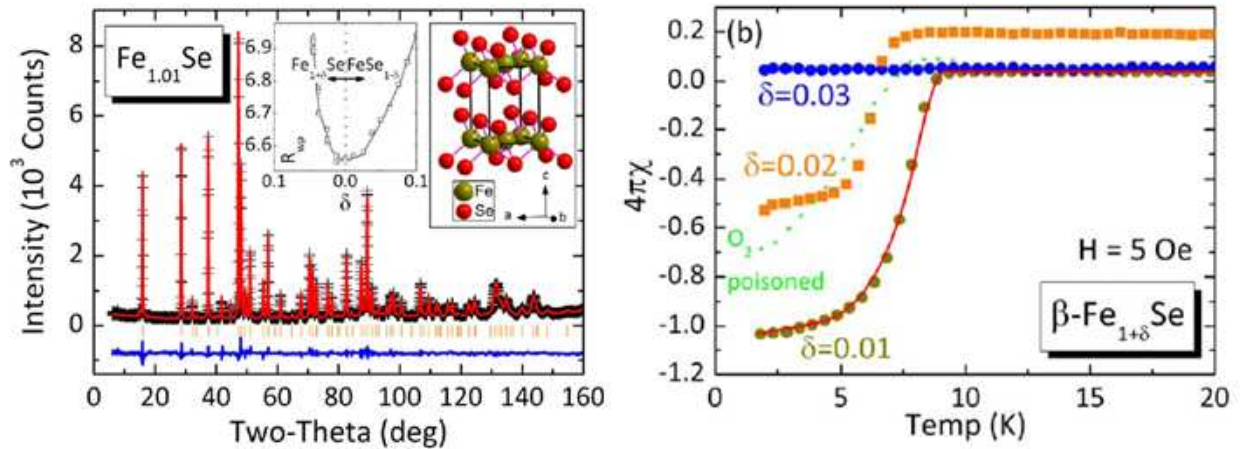 Fe1.01Se
Intensity (10³ Counts)
8
6
4
2
0
0 20 40 60 80 100 120 140 160
Two-Theta (deg)
6.9
6.8
6.7
6.6
Rwp
Fe1+δSe FeSe1-δ
0.1 0.0 0.1
δ
c
a b
Fe
Se
(b)
4πχ
0.2
0.0
-0.2
-0.4
-0.6
-0.8
-1.0
-1.2
δ=0.03
δ=0.02
O2
poisoned
δ=0.01
H = 5 Oe
β-Fe1+δSe
0 5 10 15 20
Temp (K)